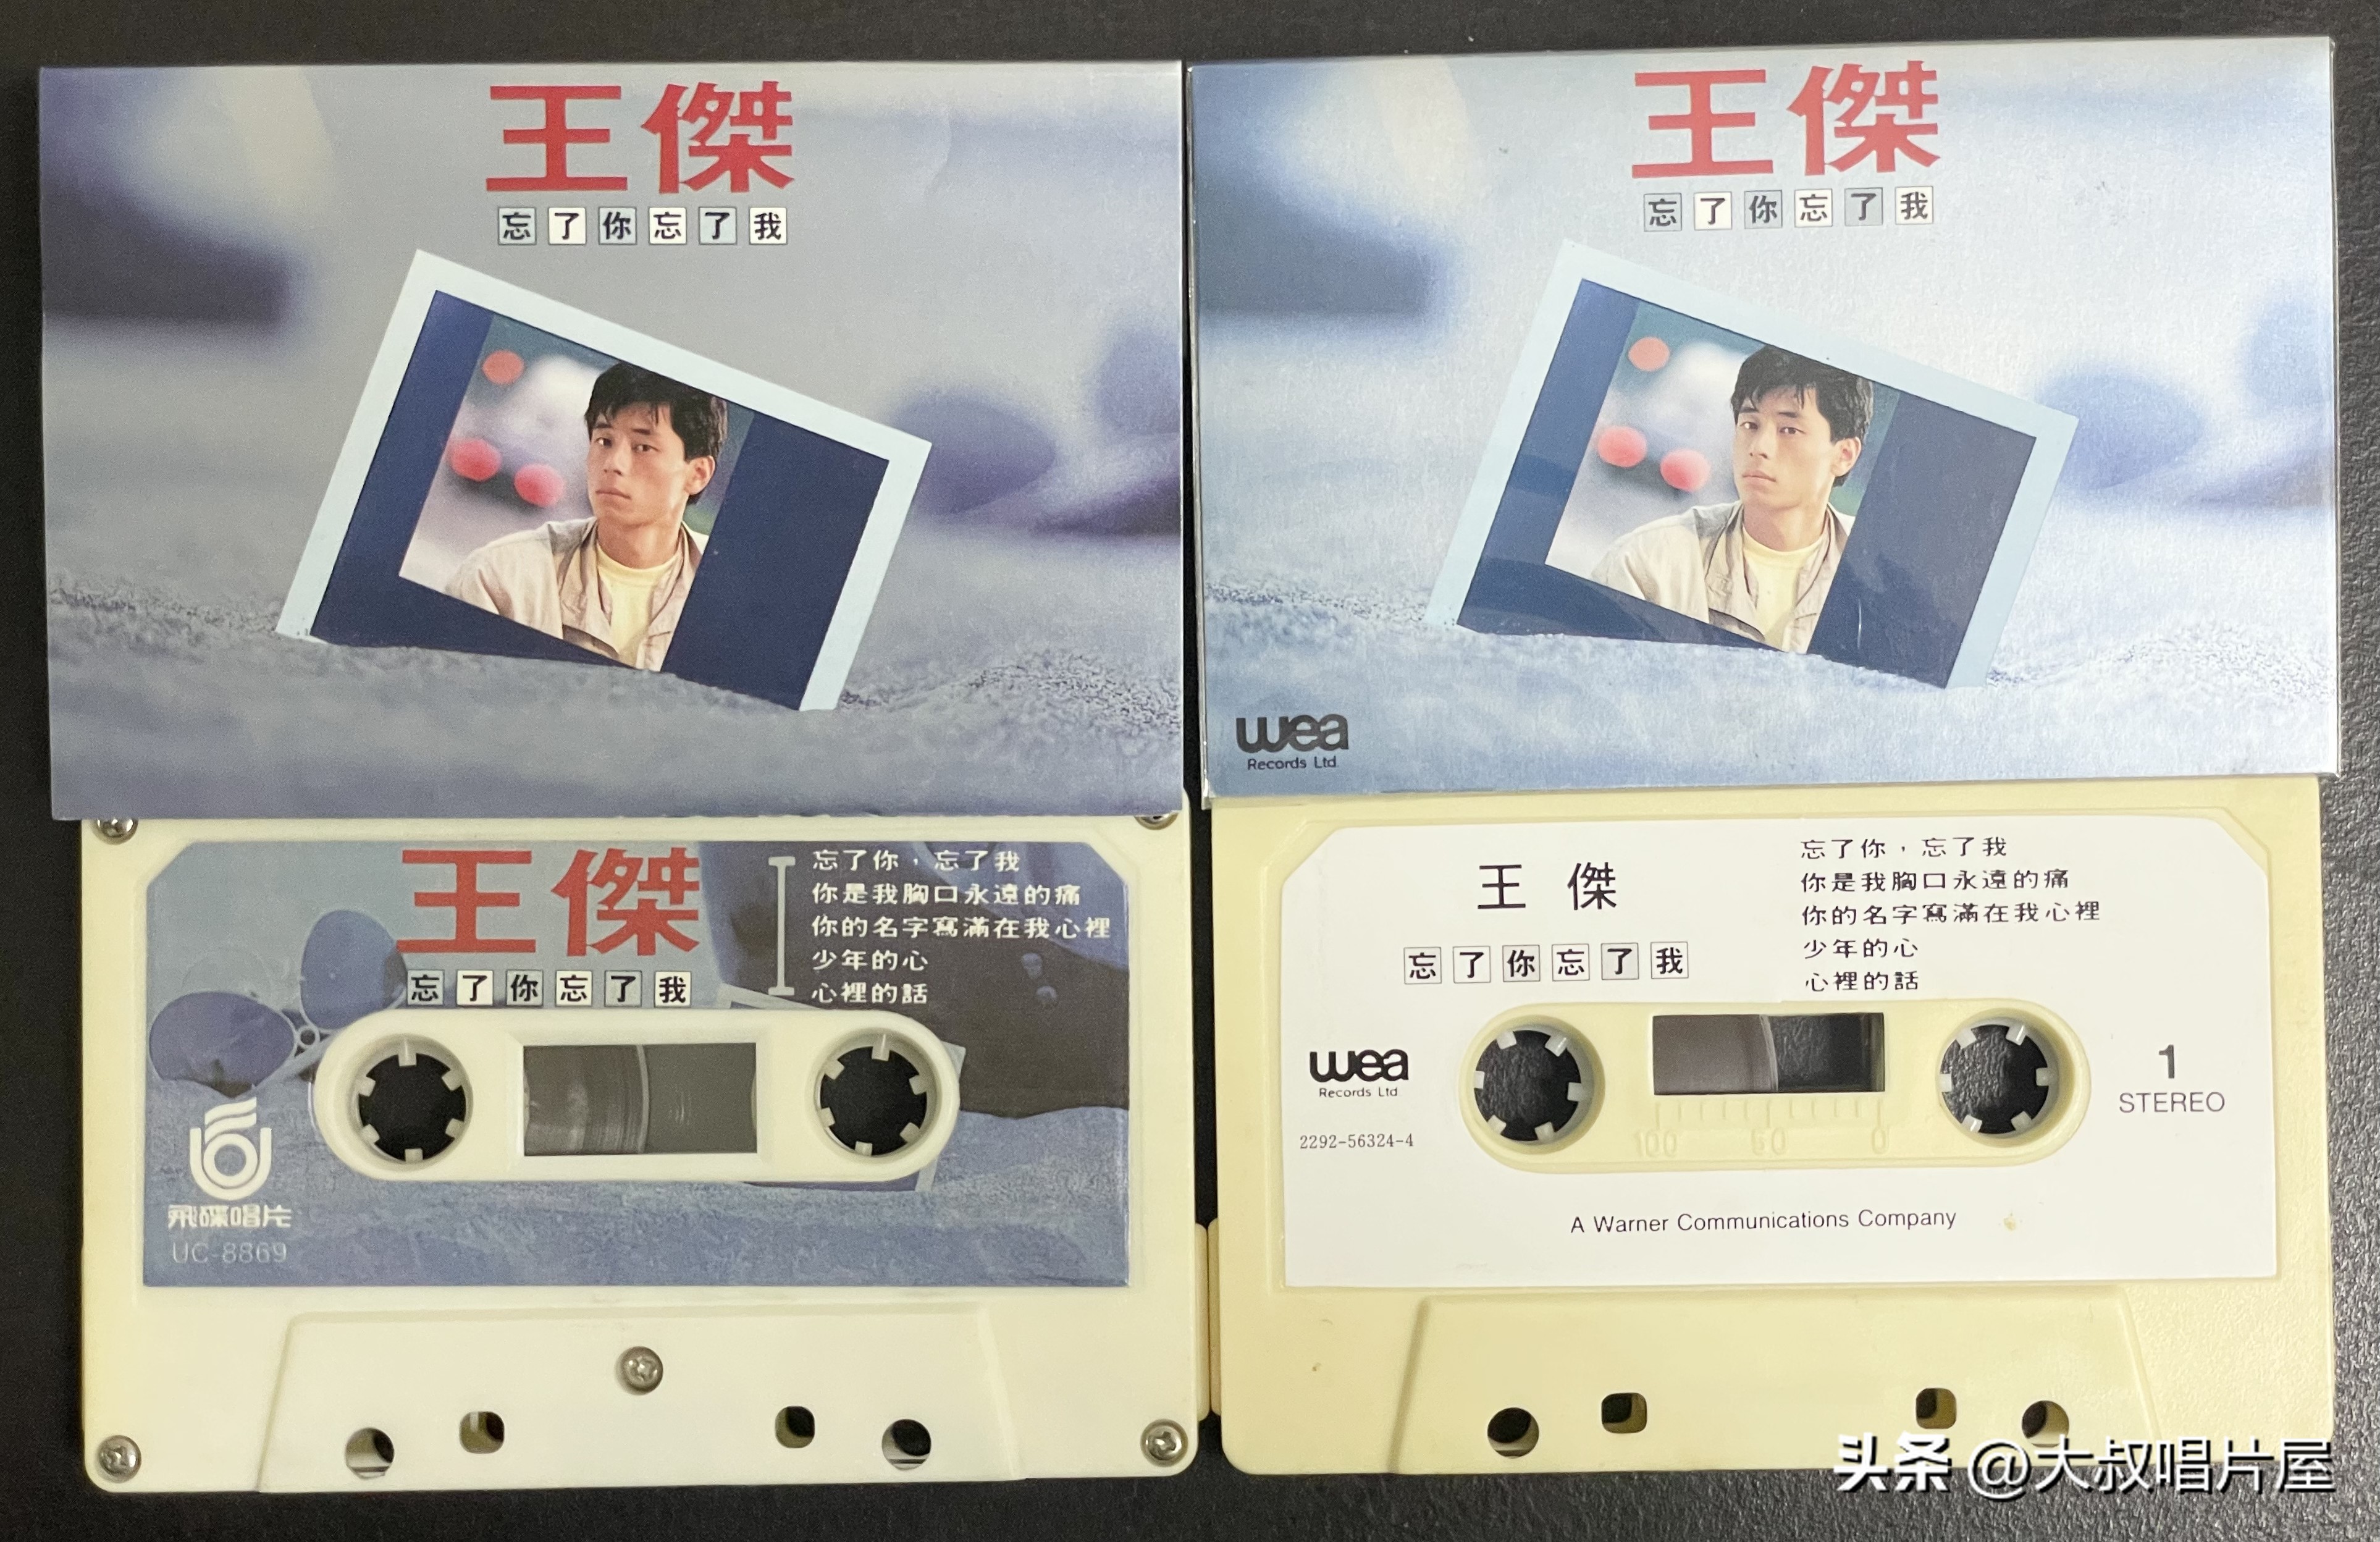 王傑
忘了你忘了我
王傑
忘了你忘了我
wea
Records Ltd.
王傑
忘了你忘了我
I
忘了你，忘了我
你是我胸口永遠的痛
你的名字寫滿在我心裡
少年的心
心裡的話
飛碟唱片
UC-8869
王傑
忘了你忘了我
忘了你，忘了我
你是我胸口永遠的痛
你的名字寫滿在我心裡
少年的心
心裡的話
wea
Records Ltd
2292-56324-4
100 50 0
1
STEREO
A Warner Communications Company
头条 @大叔唱片屋